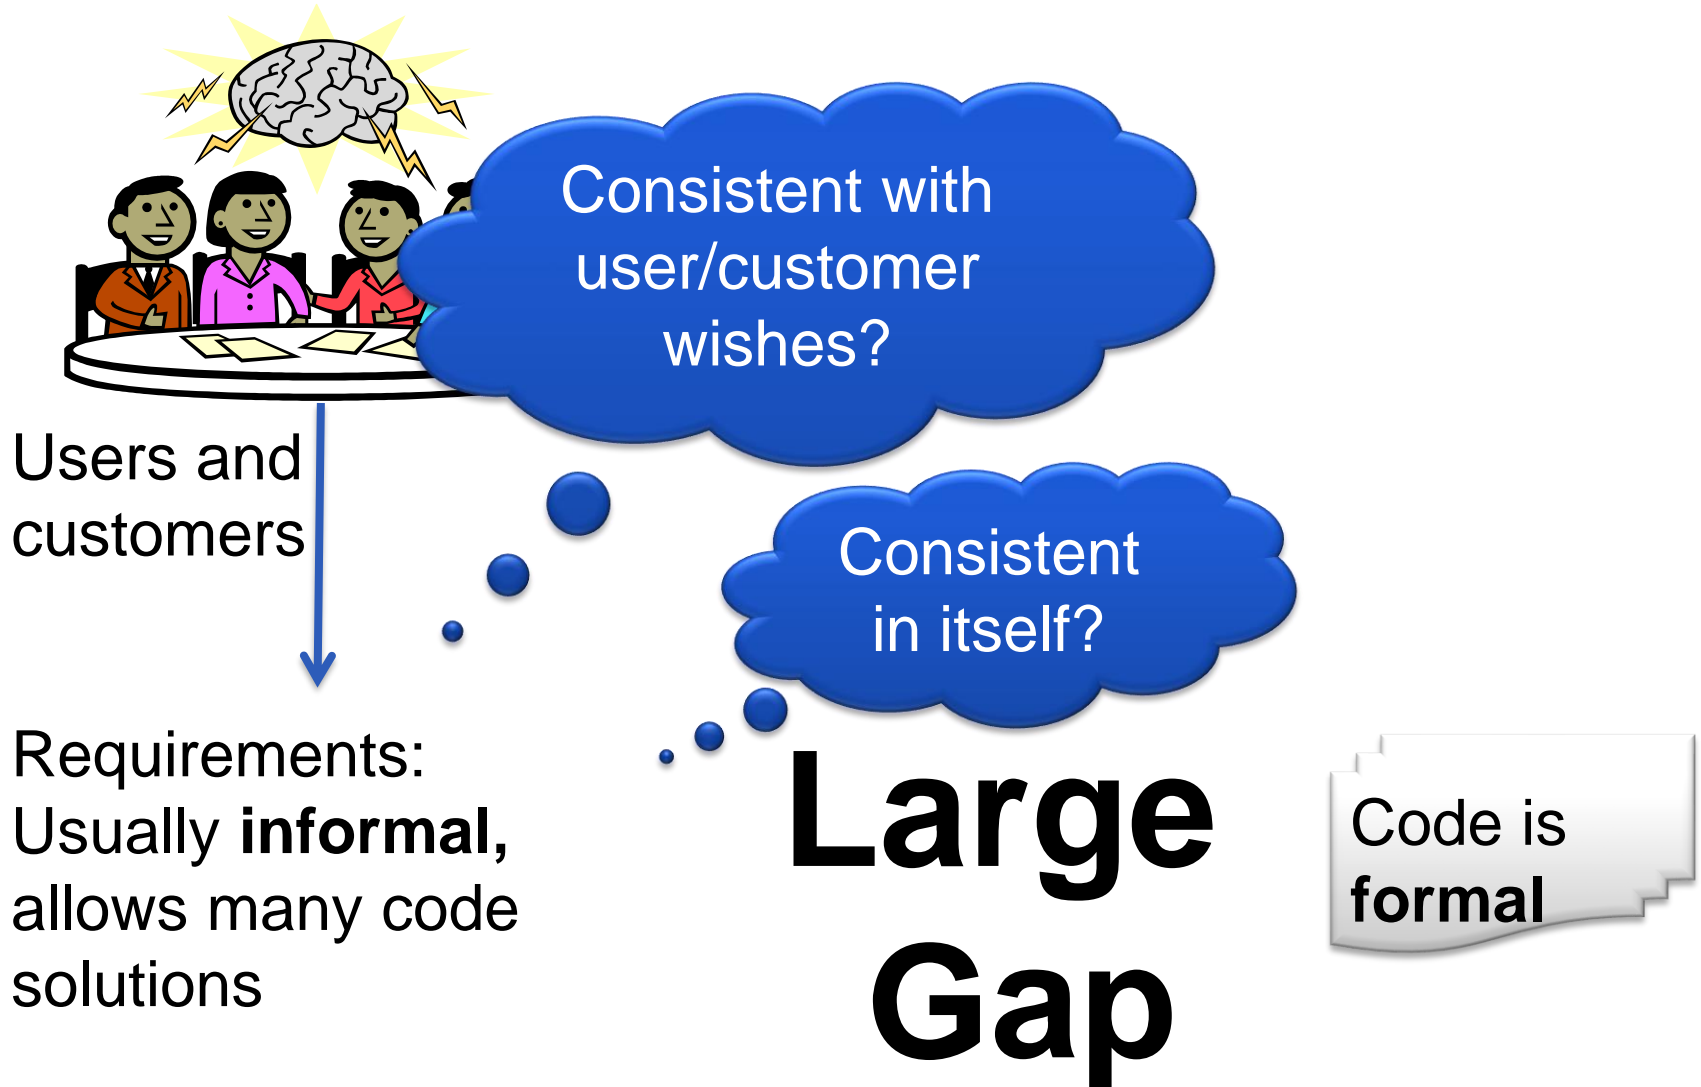 Consistent with
user/customer
wishes?
Users and
customers
Consistent
in itself?
Requirements:
Usually informal,
allows many code
solutions
Large
Gap
Code is
formal